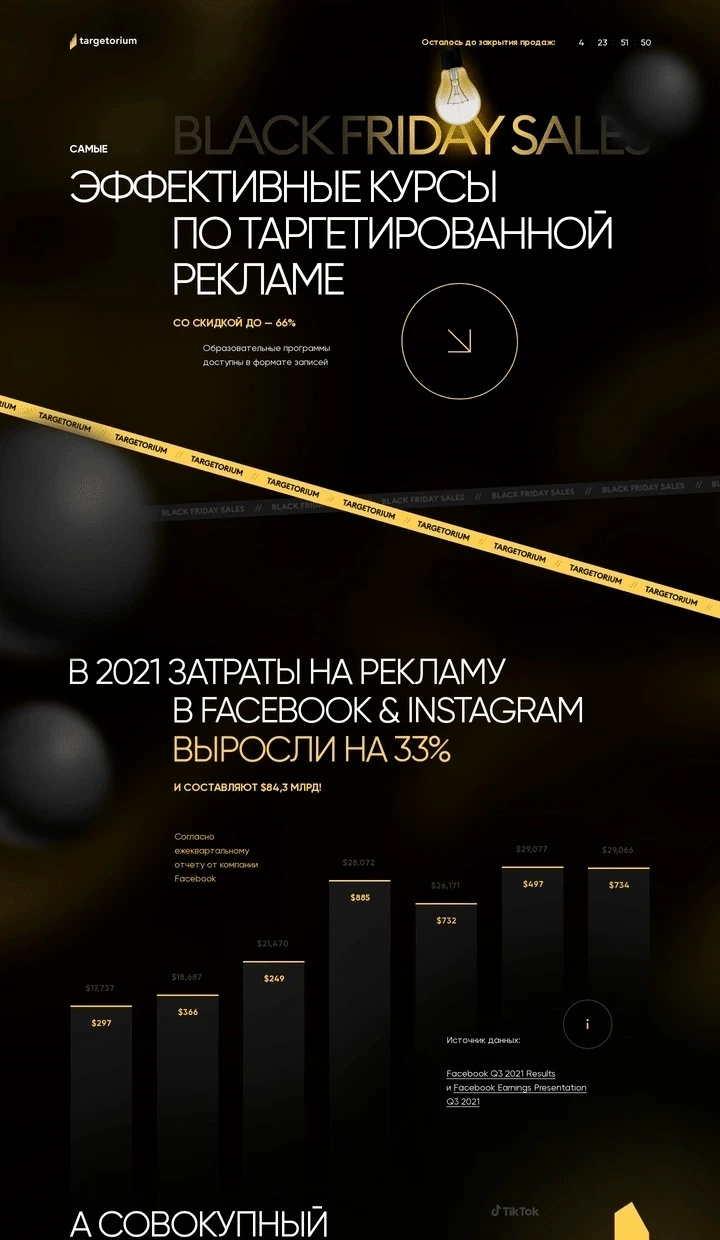 targetorium
Осталось до закрытия продаж: 4 : 23 : 51 : 50
BLACK FRIDAY SALES
САМЫЕ
ЭФФЕКТИВНЫЕ КУРСЫ
ПО ТАРГЕТИРОВАННОЙ
РЕКЛАМЕ
СО СКИДКОЙ ДО — 66%
Образовательные программы
доступны в формате записей
TARGETORIUM // TARGETORIUM // TARGETORIUM // TARGETORIUM // TARGETORIUM // TARGETORIUM // TARGETORIUM // TARGETORIUM // TARGETORIUM //
BLACK FRIDAY SALES // BLACK FRIDAY SALES // BLACK FRIDAY SALES // BLACK FRIDAY SALES //
В 2021 ЗАТРАТЫ НА РЕКЛАМУ
В FACEBOOK & INSTAGRAM
ВЫРОСЛИ НА 33%
И СОСТАВЛЯЮТ $84,3 МЛРД!
Согласно
ежеквартальному
отчету от компании
Facebook
$17,737
$297
$18,687
$366
$21,470
$249
$28,072
$885
$26,171
$732
$29,077
$497
$29,066
$734
Источник данных:
Facebook Q3 2021 Results
и Facebook Earnings Presentation
Q3 2021
TikTok
А СОВОКУПНЫЙ